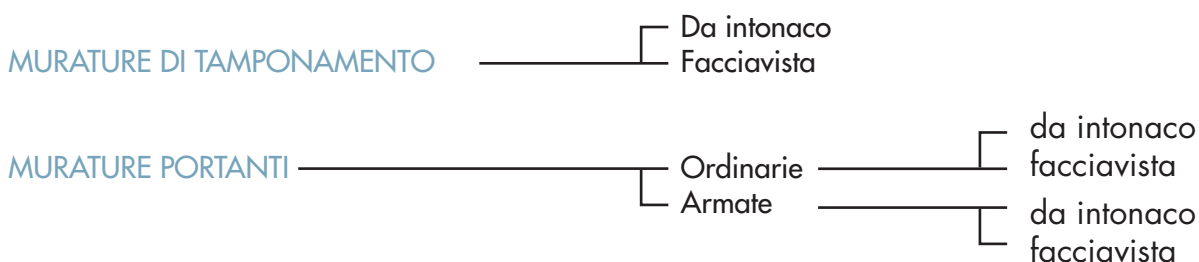 Da intonaco
MURATURE DI TAMPONAMENTO Facciavista
da intonaco
MURATURE PORTANTI Ordinarie facciavista
Armate da intonaco
facciavista